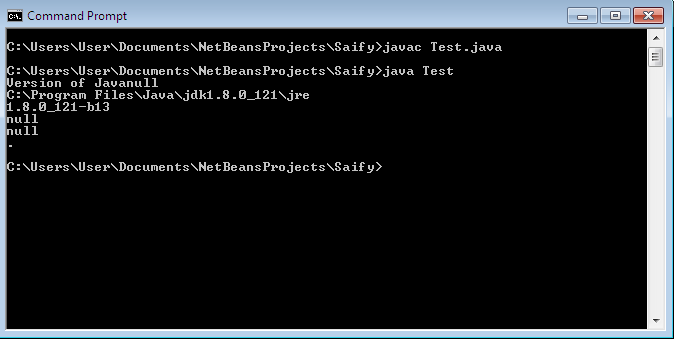 Command Prompt
C:\Users\User\Documents\NetBeansProjects\Saify>javac Test.java
C:\Users\User\Documents\NetBeansProjects\Saify>java Test
Version of Javanull
C:\Program Files\Java\jdk1.8.0_121\jre
1.8.0_121-b13
null
null
.
C:\Users\User\Documents\NetBeansProjects\Saify>